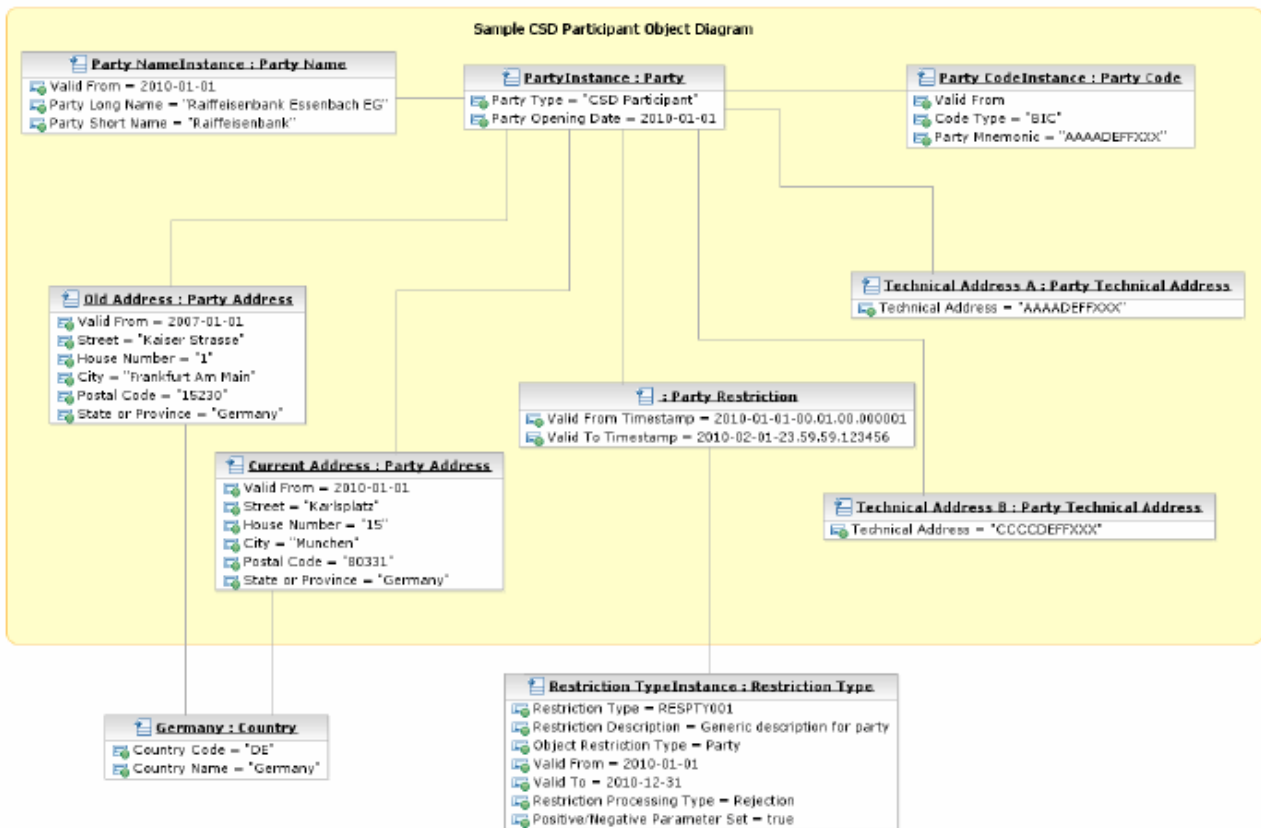 Sample CSD Participant Object Diagram
Party NameInstance : Party Name
Valid From = 2010-01-01
Party Long Name = "Raiffeisenbank Essenbach EG"
Party Short Name = "Raiffeisenbank"
PartyInstance : Party
Party Type = "CSD Participant"
Party Opening Date = 2010-01-01
Party CodeInstance : Party Code
Valid From
Code Type = "BIC"
Party Mnemonic = "AAAADEFFXXX"
Old Address : Party Address
Valid From = 2007-01-01
Street = "Kaiser Strasse"
House Number = "1"
City = "Frankfurt Am Main"
Postal Code = "15230"
State or Province = "Germany"
Technical Address A : Party Technical Address
Technical Address = "AAAADEFFXXX"
: Party Restriction
Valid From Timestamp = 2010-01-01-00.01.00.000001
Valid To Timestamp = 2010-02-01-23.59.59.123456
Current Address : Party Address
Valid From = 2010-01-01
Street = "Karlsplatz"
House Number = "15"
City = "Munchen"
Postal Code = "80331"
State or Province = "Germany"
Technical Address B : Party Technical Address
Technical Address = "CCCCDEFFXXX"
Germany : Country
Country Code = "DE"
Country Name = "Germany"
Restriction TypeInstance : Restriction Type
Restriction Type = RESPTY001
Restriction Description = Generic description for party
Object Restriction Type = Party
Valid From = 2010-01-01
Valid To = 2010-12-31
Restriction Processing Type = Rejection
Positive/Negative Parameter Set = true